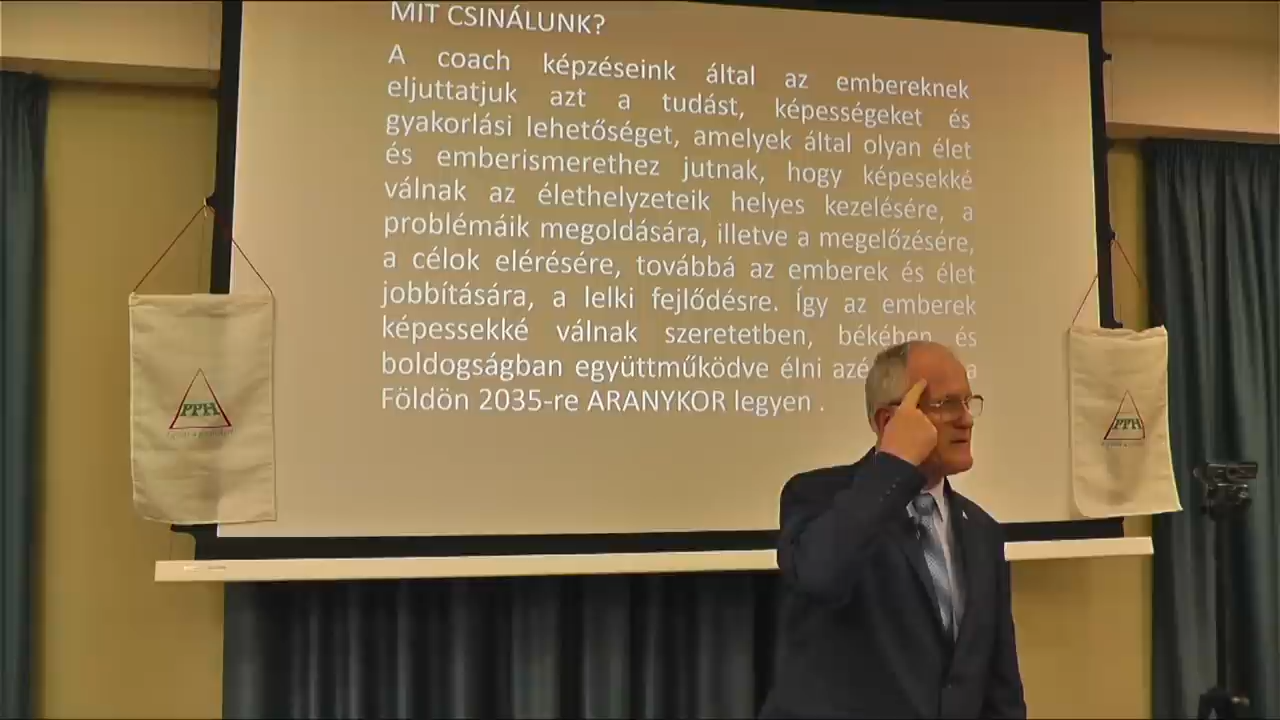 MIT CSINÁLUNK?
A coach képzéseink által az embereknek
eljuttatjuk azt a tudást, képességeket és
gyakorlási lehetőséget, amelyek által olyan élet
és emberismerethez jutnak, hogy képesekké
válnak az élethelyzeteik helyes kezelésére, a
problémáik megoldására, illetve a megelőzésére,
a célok elérésére, továbbá az emberek és élet
jobbítására, a lelki fejlődésre. Így az emberek
képessekké válnak szeretetben, békében és
boldogságban együttműködve élni a
Földön 2035-re ARANYKOR legyen .
PPH
PPH